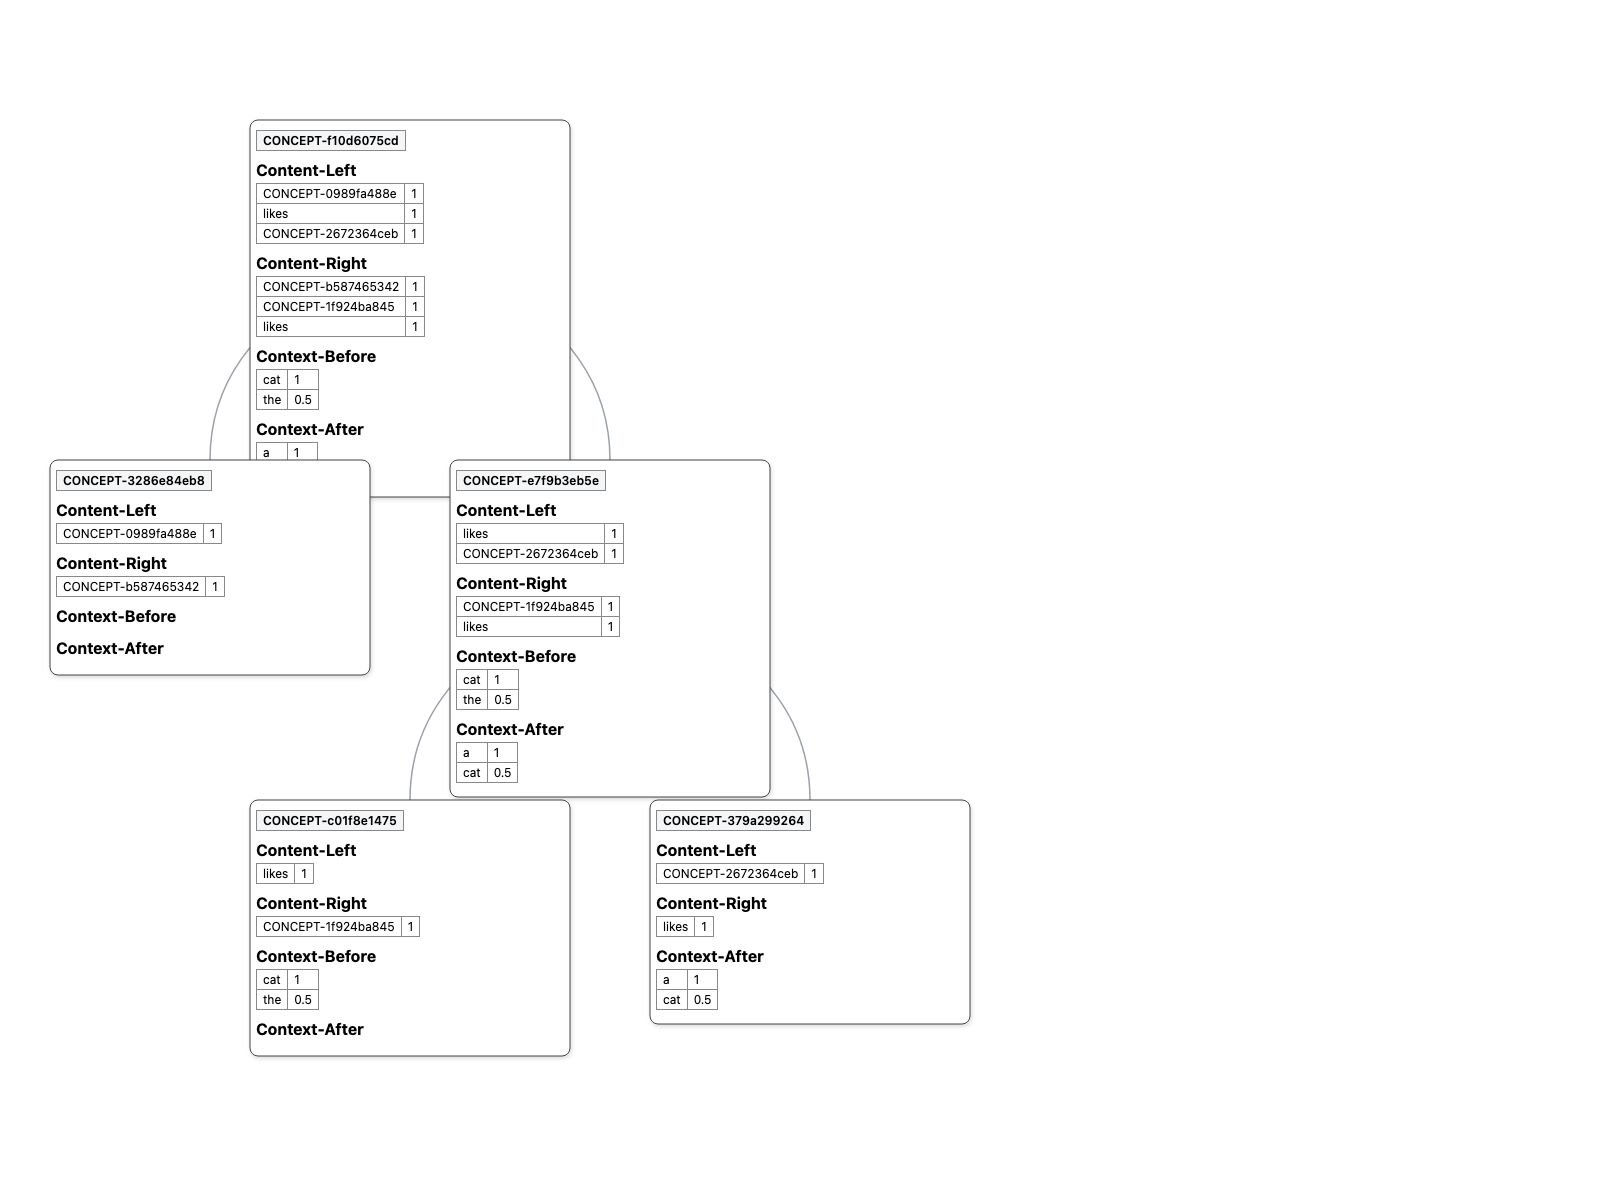 CONCEPT-f10d6075cd
Content-Left
CONCEPT-0989fa488e 1
likes 1
CONCEPT-2672364ceb 1
Content-Right
CONCEPT-b587465342 1
CONCEPT-1f924ba845 1
likes 1
Context-Before
cat 1
the 0.5
Context-After
a 1
CONCEPT-3286e84eb8
Content-Left
CONCEPT-0989fa488e 1
Content-Right
CONCEPT-b587465342 1
Context-Before
Context-After
CONCEPT-e7f9b3eb5e
Content-Left
likes 1
CONCEPT-2672364ceb 1
Content-Right
CONCEPT-1f924ba845 1
likes 1
Context-Before
cat 1
the 0.5
Context-After
a 1
cat 0.5
CONCEPT-c01f8e1475
Content-Left
likes 1
Content-Right
CONCEPT-1f924ba845 1
Context-Before
cat 1
the 0.5
Context-After
CONCEPT-379a299264
Content-Left
CONCEPT-2672364ceb 1
Content-Right
likes 1
Context-After
a 1
cat 0.5